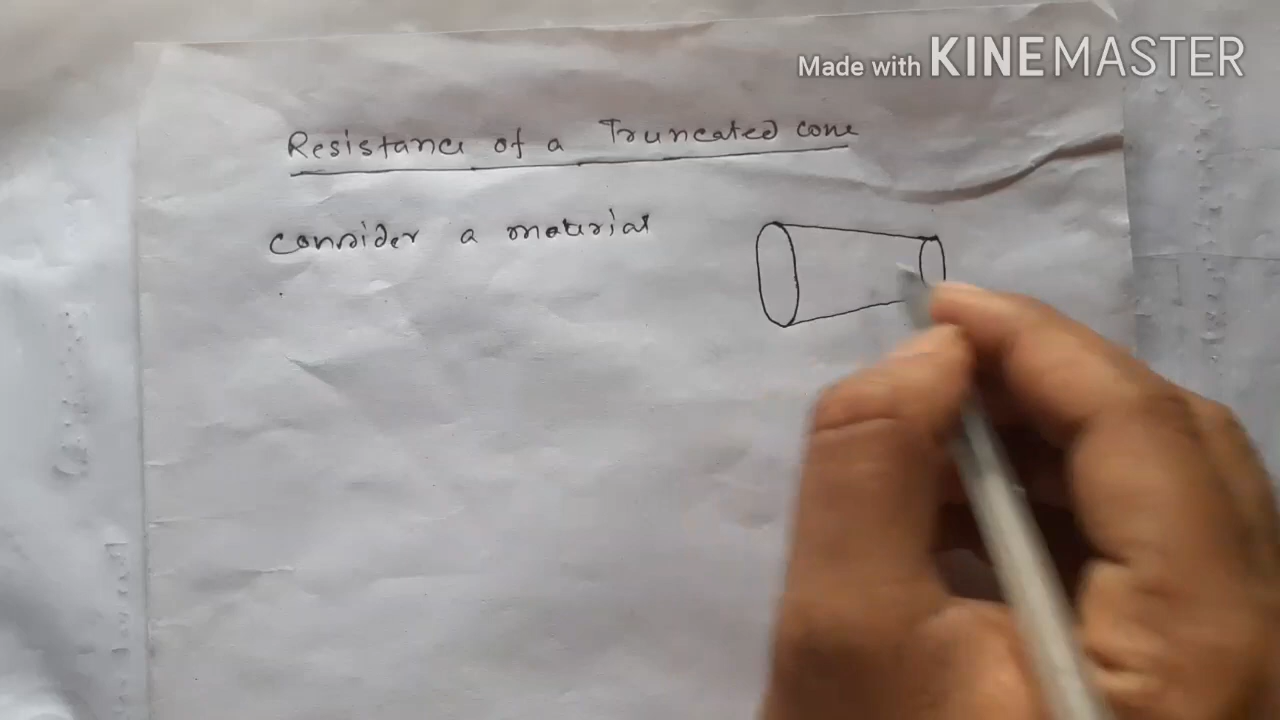 Made with KINEMASTER
Resistance of a Truncated cone
consider a material